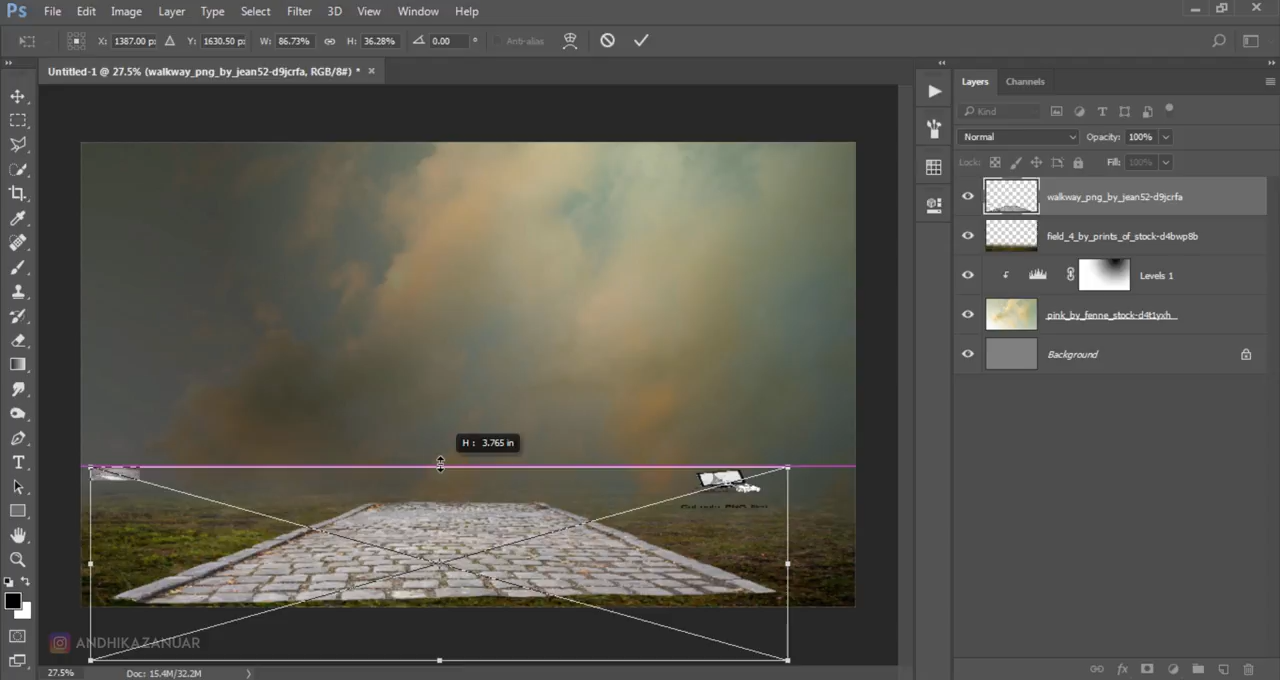 Ps File Edit Image Layer Type Select Filter 3D View Window Help
X: 1387.00 p: Y: 1630.50 p: W: 86.73% H: 36.28% 0.00 ° Anti-alias
Untitled-1 @ 27.5% (walkway_png_by_jean52-d9jcrfa, RGB/8#) * ×
Layers Channels
Kind
Normal Opacity: 100%
Lock: Fill: 100%
walkway_png_by_jean52-d9jcrfa
field_4_by_prints_of_stock-d4bwp8b
Levels 1
pink_by_fenne_stock-d4t1yxh
Background
H : 3.765 in
ANDHIKAZANUAR
27.5% Doc: 15.4M/32.2M